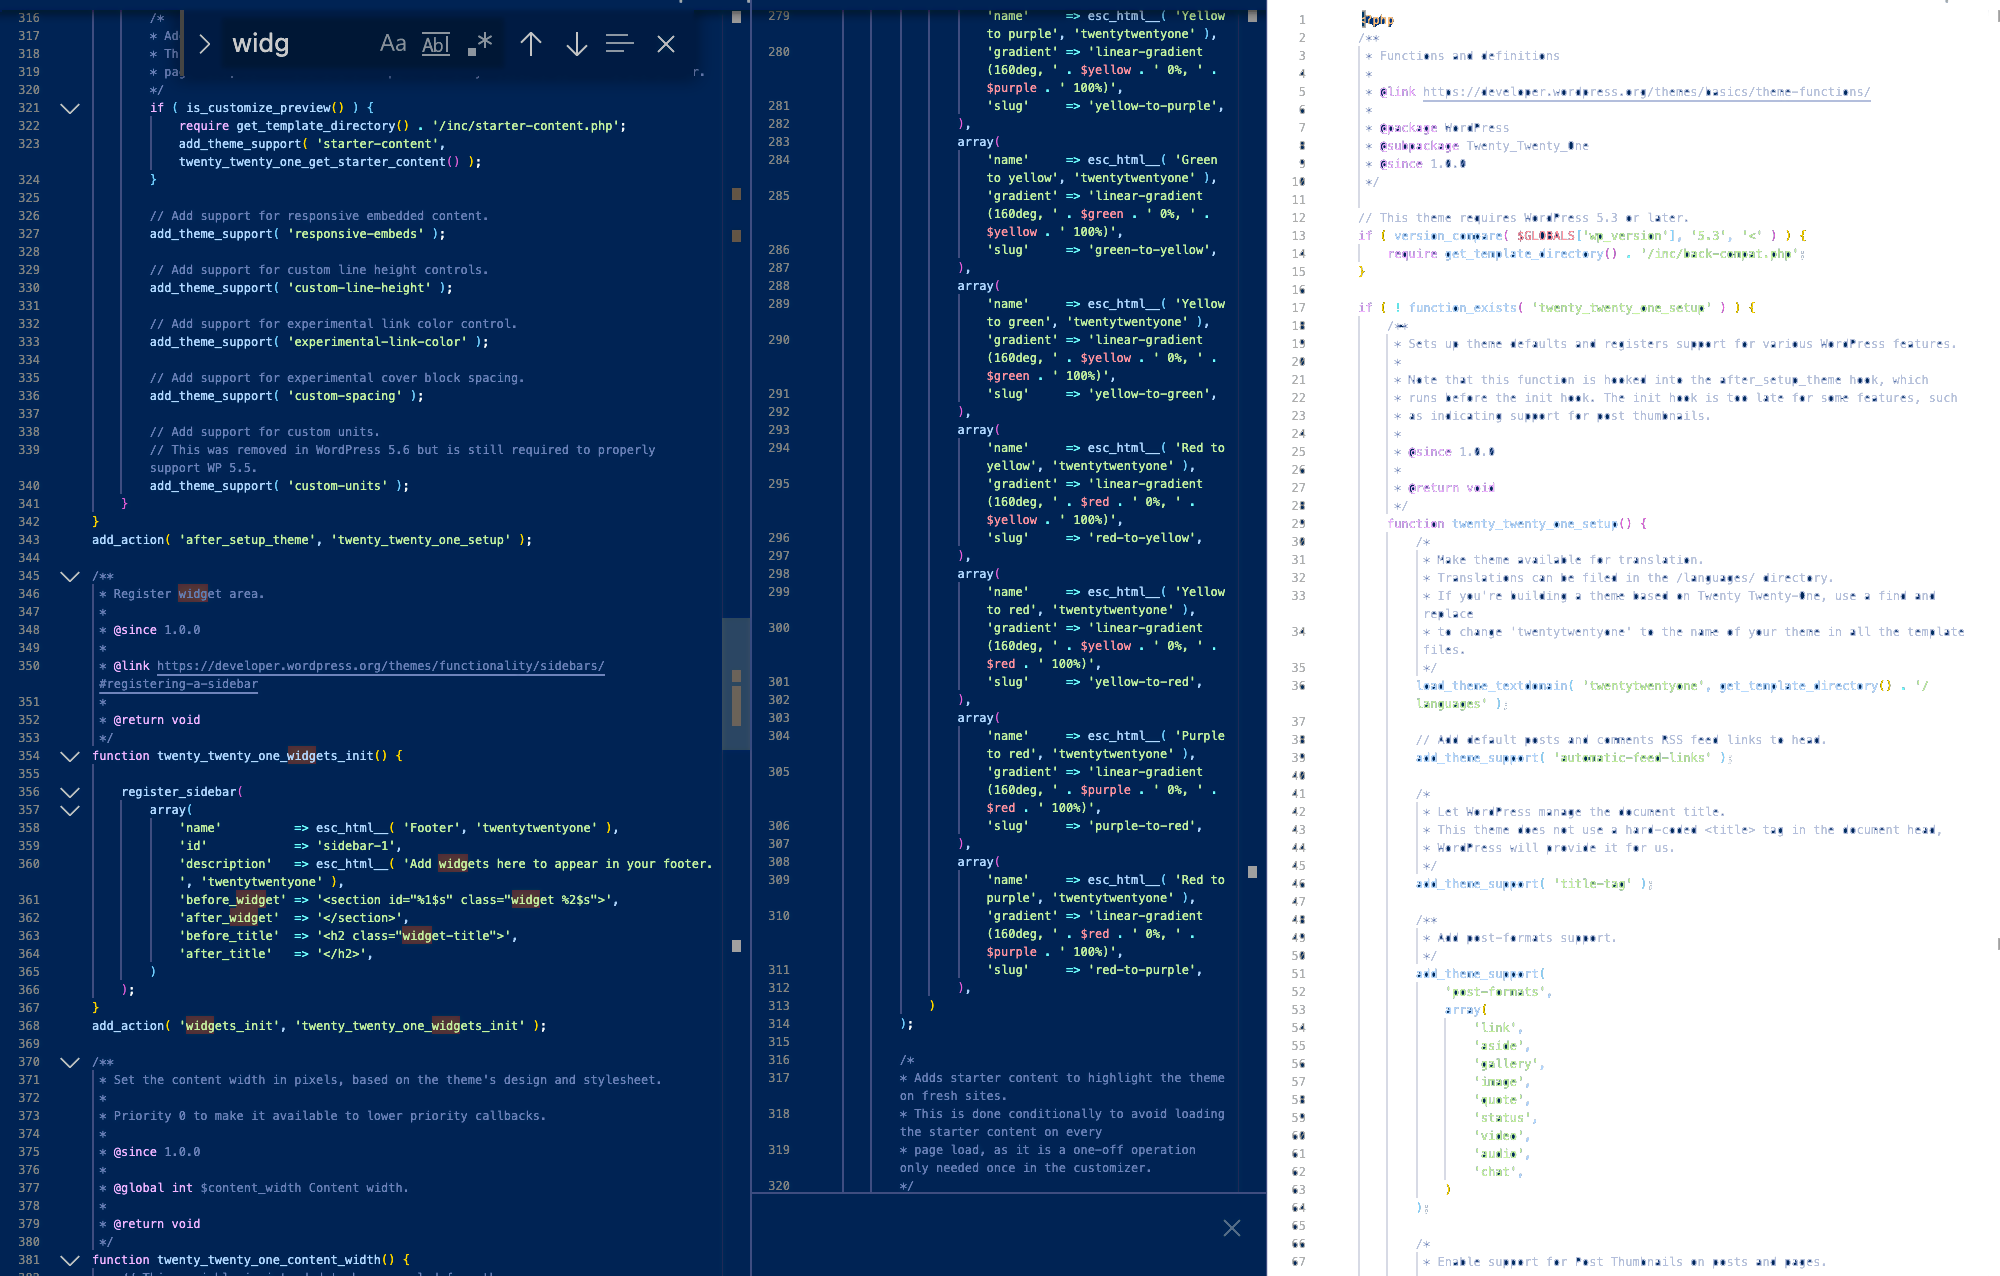 316 /*
317 * Ad
318 * Th
319 * pa r.
320 */
321 if ( is_customize_preview() ) {
322 require get_template_directory() . '/inc/starter-content.php';
323 add_theme_support( 'starter-content',
twenty_twenty_one_get_starter_content() );
324 }
325
326 // Add support for responsive embedded content.
327 add_theme_support( 'responsive-embeds' );
328
329 // Add support for custom line height controls.
330 add_theme_support( 'custom-line-height' );
331
332 // Add support for experimental link color control.
333 add_theme_support( 'experimental-link-color' );
334
335 // Add support for experimental cover block spacing.
336 add_theme_support( 'custom-spacing' );
337
338 // Add support for custom units.
339 // This was removed in WordPress 5.6 but is still required to properly
support WP 5.5.
340 add_theme_support( 'custom-units' );
341 }
342 }
343 add_action( 'after_setup_theme', 'twenty_twenty_one_setup' );
344
345 /**
346 * Register widget area.
347 *
348 * @since 1.0.0
349 *
350 * @link https://developer.wordpress.org/themes/functionality/sidebars/
#registering-a-sidebar
351 *
352 * @return void
353 */
354 function twenty_twenty_one_widgets_init() {
355
356 register_sidebar(
357 array(
358 'name' => esc_html__( 'Footer', 'twentytwentyone' ),
359 'id' => 'sidebar-1',
360 'description' => esc_html__( 'Add widgets here to appear in your footer.
', 'twentytwentyone' ),
361 'before_widget' => '<section id="%1$s" class="widget %2$s">',
362 'after_widget' => '</section>',
363 'before_title' => '<h2 class="widget-title">',
364 'after_title' => '</h2>',
365 )
366 );
367 }
368 add_action( 'widgets_init', 'twenty_twenty_one_widgets_init' );
369
370 /**
371 * Set the content width in pixels, based on the theme's design and stylesheet.
372 *
373 * Priority 0 to make it available to lower priority callbacks.
374 *
375 * @since 1.0.0
376 *
377 * @global int $content_width Content width.
378 *
379 * @return void
380 */
381 function twenty_twenty_one_content_width() {
widg Aa Abl .*
279 'name' => esc_html__( 'Yellow
to purple', 'twentytwentyone' ),
280 'gradient' => 'linear-gradient
(160deg, ' . $yellow . ' 0%, ' .
$purple . ' 100%)',
281 'slug' => 'yellow-to-purple',
282 ),
283 array(
284 'name' => esc_html__( 'Green
to yellow', 'twentytwentyone' ),
285 'gradient' => 'linear-gradient
(160deg, ' . $green . ' 0%, ' .
$yellow . ' 100%)',
286 'slug' => 'green-to-yellow',
287 ),
288 array(
289 'name' => esc_html__( 'Yellow
to green', 'twentytwentyone' ),
290 'gradient' => 'linear-gradient
(160deg, ' . $yellow . ' 0%, ' .
$green . ' 100%)',
291 'slug' => 'yellow-to-green',
292 ),
293 array(
294 'name' => esc_html__( 'Red to
yellow', 'twentytwentyone' ),
295 'gradient' => 'linear-gradient
(160deg, ' . $red . ' 0%, ' .
$yellow . ' 100%)',
296 'slug' => 'red-to-yellow',
297 ),
298 array(
299 'name' => esc_html__( 'Yellow
to red', 'twentytwentyone' ),
300 'gradient' => 'linear-gradient
(160deg, ' . $yellow . ' 0%, ' .
$red . ' 100%)',
301 'slug' => 'yellow-to-red',
302 ),
303 array(
304 'name' => esc_html__( 'Purple
to red', 'twentytwentyone' ),
305 'gradient' => 'linear-gradient
(160deg, ' . $purple . ' 0%, ' .
$red . ' 100%)',
306 'slug' => 'purple-to-red',
307 ),
308 array(
309 'name' => esc_html__( 'Red to
purple', 'twentytwentyone' ),
310 'gradient' => 'linear-gradient
(160deg, ' . $red . ' 0%, ' .
$purple . ' 100%)',
311 'slug' => 'red-to-purple',
312 ),
313 )
314 );
315
316 /*
317 * Adds starter content to highlight the theme
on fresh sites.
318 * This is done conditionally to avoid loading
the starter content on every
319 * page load, as it is a one-off operation
only needed once in the customizer.
320 */
1 <?php
2 /**
3 * Functions and definitions
4 *
5 * @link https://developer.wordpress.org/themes/basics/theme-functions/
6 *
7 * @package WordPress
8 * @subpackage Twenty_Twenty_One
9 * @since 1.0.0
10 */
11
12 // This theme requires WordPress 5.3 or later.
13 if ( version_compare( $GLOBALS['wp_version'], '5.3', '<' ) ) {
14 require get_template_directory() . '/inc/back-compat.php';
15 }
16
17 if ( ! function_exists( 'twenty_twenty_one_setup' ) ) {
18 /**
19 * Sets up theme defaults and registers support for various WordPress features.
20 *
21 * Note that this function is hooked into the after_setup_theme hook, which
22 * runs before the init hook. The init hook is too late for some features, such
23 * as indicating support for post thumbnails.
24 *
25 * @since 1.0.0
26 *
27 * @return void
28 */
29 function twenty_twenty_one_setup() {
30 /*
31 * Make theme available for translation.
32 * Translations can be filed in the /languages/ directory.
33 * If you're building a theme based on Twenty Twenty-One, use a find and
replace
34 * to change 'twentytwentyone' to the name of your theme in all the template
files.
35 */
36 load_theme_textdomain( 'twentytwentyone', get_template_directory() . '/
languages' );
37
38 // Add default posts and comments RSS feed links to head.
39 add_theme_support( 'automatic-feed-links' );
40
41 /*
42 * Let WordPress manage the document title.
43 * This theme does not use a hard-coded <title> tag in the document head,
44 * WordPress will provide it for us.
45 */
46 add_theme_support( 'title-tag' );
47
48 /**
49 * Add post-formats support.
50 */
51 add_theme_support(
52 'post-formats',
53 array(
54 'link',
55 'aside',
56 'gallery',
57 'image',
58 'quote',
59 'status',
60 'video',
61 'audio',
62 'chat',
63 )
64 );
65
66 /*
67 * Enable support for Post Thumbnails on posts and pages.